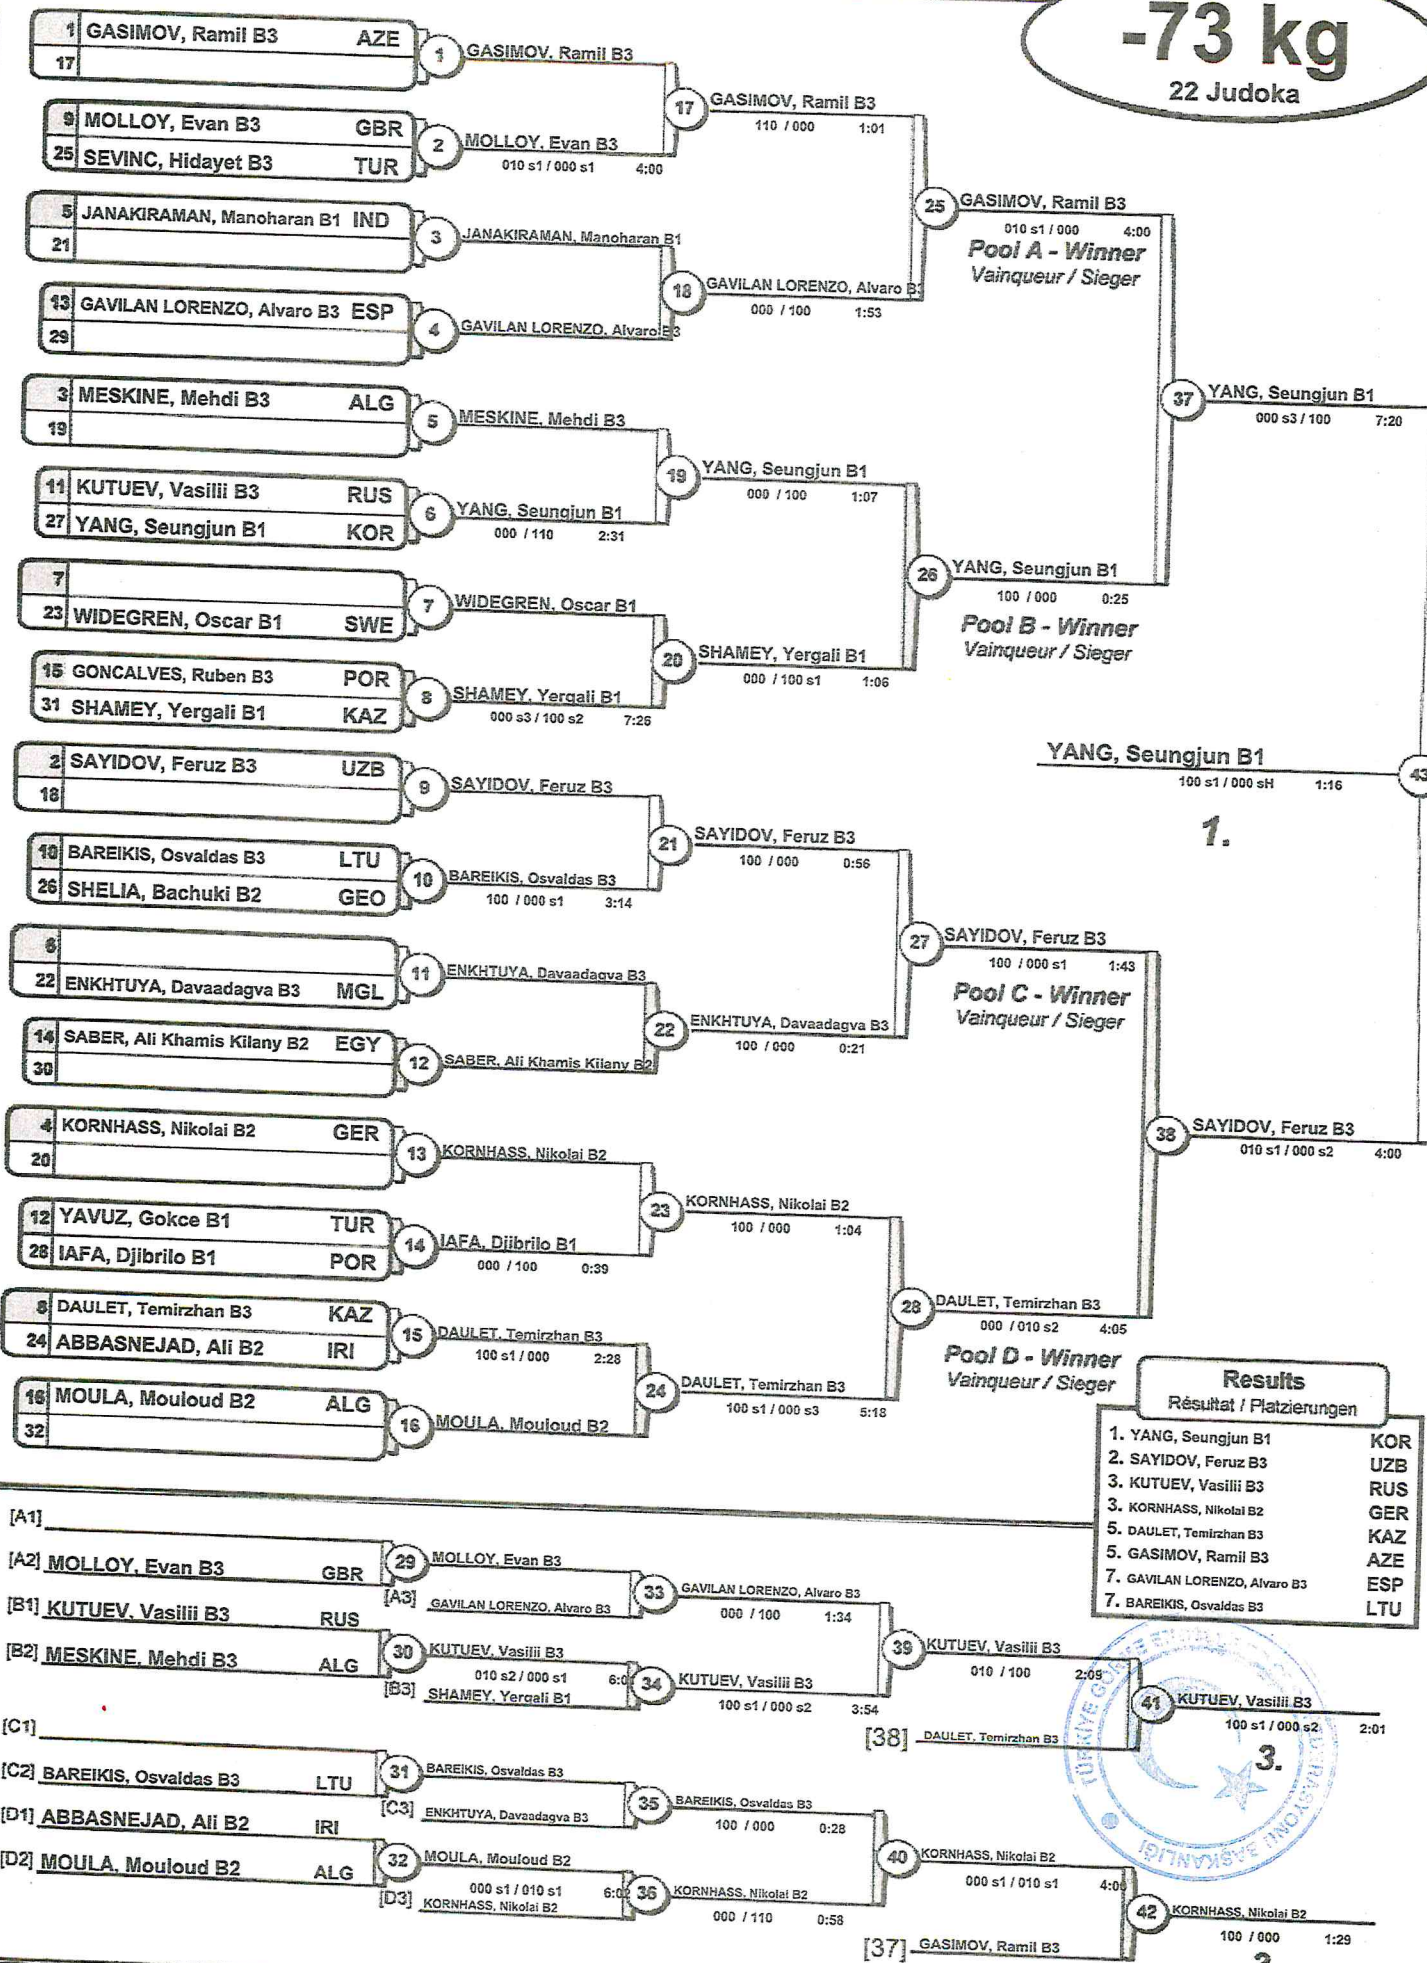 -73 kg
22 Judoka
1 GASIMOV, Ramil B3 AZE
17
1 GASIMOV, Ramil B3
9 MOLLOY, Evan B3 GBR
25 SEVINC, Hidayet B3 TUR
2 MOLLOY, Evan B3
010 s1 / 000 s1 4:00
17 GASIMOV, Ramil B3
110 / 000 1:01
5 JANAKIRAMAN, Manoharan B1 IND
21
3 JANAKIRAMAN, Manoharan B1
13 GAVILAN LORENZO, Alvaro B3 ESP
29
4 GAVILAN LORENZO, Alvaro B3
18 GAVILAN LORENZO, Alvaro B3
000 / 100 1:53
25 GASIMOV, Ramil B3
010 s1 / 000 4:00
Pool A - Winner
Vainqueur / Sieger
3 MESKINE, Mehdi B3 ALG
19
5 MESKINE, Mehdi B3
11 KUTUEV, Vasilii B3 RUS
27 YANG, Seungjun B1 KOR
6 YANG, Seungjun B1
000 / 110 2:31
19 YANG, Seungjun B1
000 / 100 1:07
7
23 WIDEGREN, Oscar B1 SWE
7 WIDEGREN, Oscar B1
15 GONCALVES, Ruben B3 POR
31 SHAMEY, Yergali B1 KAZ
8 SHAMEY, Yergali B1
000 s3 / 100 s2 7:26
20 SHAMEY, Yergali B1
000 / 100 s1 1:06
26 YANG, Seungjun B1
100 / 000 0:25
Pool B - Winner
Vainqueur / Sieger
37 YANG, Seungjun B1
000 s3 / 100 7:20
YANG, Seungjun B1
43
100 s1 / 000 sH 1:16
1.
2 SAYIDOV, Feruz B3 UZB
18
9 SAYIDOV, Feruz B3
10 BAREIKIS, Osvaldas B3 LTU
26 SHELIA, Bachuki B2 GEO
10 BAREIKIS, Osvaldas B3
100 / 000 s1 3:14
21 SAYIDOV, Feruz B3
100 / 000 0:56
6
22 ENKHTUYA, Davaadagva B3 MGL
11 ENKHTUYA, Davaadagva B3
14 SABER, Ali Khamis Kilany B2 EGY
30
12 SABER, Ali Khamis Kilany B2
22 ENKHTUYA, Davaadagva B3
100 / 000 0:21
27 SAYIDOV, Feruz B3
100 / 000 s1 1:43
Pool C - Winner
Vainqueur / Sieger
4 KORNHASS, Nikolai B2 GER
20
13 KORNHASS, Nikolai B2
12 YAVUZ, Gokce B1 TUR
28 IAFA, Djibrilo B1 POR
14 IAFA, Djibrilo B1
000 / 100 0:39
23 KORNHASS, Nikolai B2
100 / 000 1:04
8 DAULET, Temirzhan B3 KAZ
24 ABBASNEJAD, Ali B2 IRI
15 DAULET, Temirzhan B3
100 s1 / 000 2:28
16 MOULA, Mouloud B2 ALG
32
16 MOULA, Mouloud B2
24 DAULET, Temirzhan B3
100 s1 / 000 s3 5:18
28 DAULET, Temirzhan B3
000 / 010 s2 4:05
Pool D - Winner
Vainqueur / Sieger
38 SAYIDOV, Feruz B3
010 s1 / 000 s2 4:00
Results
Résultat / Platzierungen
1. YANG, Seungjun B1 KOR
2. SAYIDOV, Feruz B3 UZB
3. KUTUEV, Vasilii B3 RUS
3. KORNHASS, Nikolai B2 GER
5. DAULET, Temirzhan B3 KAZ
5. GASIMOV, Ramil B3 AZE
7. GAVILAN LORENZO, Alvaro B3 ESP
7. BAREIKIS, Osvaldas B3 LTU
[A1]
[A2] MOLLOY, Evan B3 GBR
29 MOLLOY, Evan B3
[A3] GAVILAN LORENZO, Alvaro B3
33 GAVILAN LORENZO, Alvaro B3
000 / 100 1:34
[B1] KUTUEV, Vasilii B3 RUS
[B2] MESKINE, Mehdi B3 ALG
30 KUTUEV, Vasilii B3
010 s2 / 000 s1
[B3] SHAMEY, Yergali B1
34 KUTUEV, Vasilii B3
100 s1 / 000 s2 3:54
39 KUTUEV, Vasilii B3
010 / 100 2:09
[38] DAULET, Temirzhan B3
41 KUTUEV, Vasilii B3
100 s1 / 000 s2 2:01
3.
TÜRKİYE BAŞKANLIĞI
[C1]
[C2] BAREIKIS, Osvaldas B3 LTU
31 BAREIKIS, Osvaldas B3
[C3] ENKHTUYA, Davaadagva B3
35 BAREIKIS, Osvaldas B3
100 / 000 0:28
[D1] ABBASNEJAD, Ali B2 IRI
[D2] MOULA, Mouloud B2 ALG
32 MOULA, Mouloud B2
000 s1 / 010 s1
[D3] KORNHASS, Nikolai B2
36 KORNHASS, Nikolai B2
000 / 110 0:58
40 KORNHASS, Nikolai B2
000 s1 / 010 s1
[37] GASIMOV, Ramil B3
42 KORNHASS, Nikolai B2
100 / 000 1:29